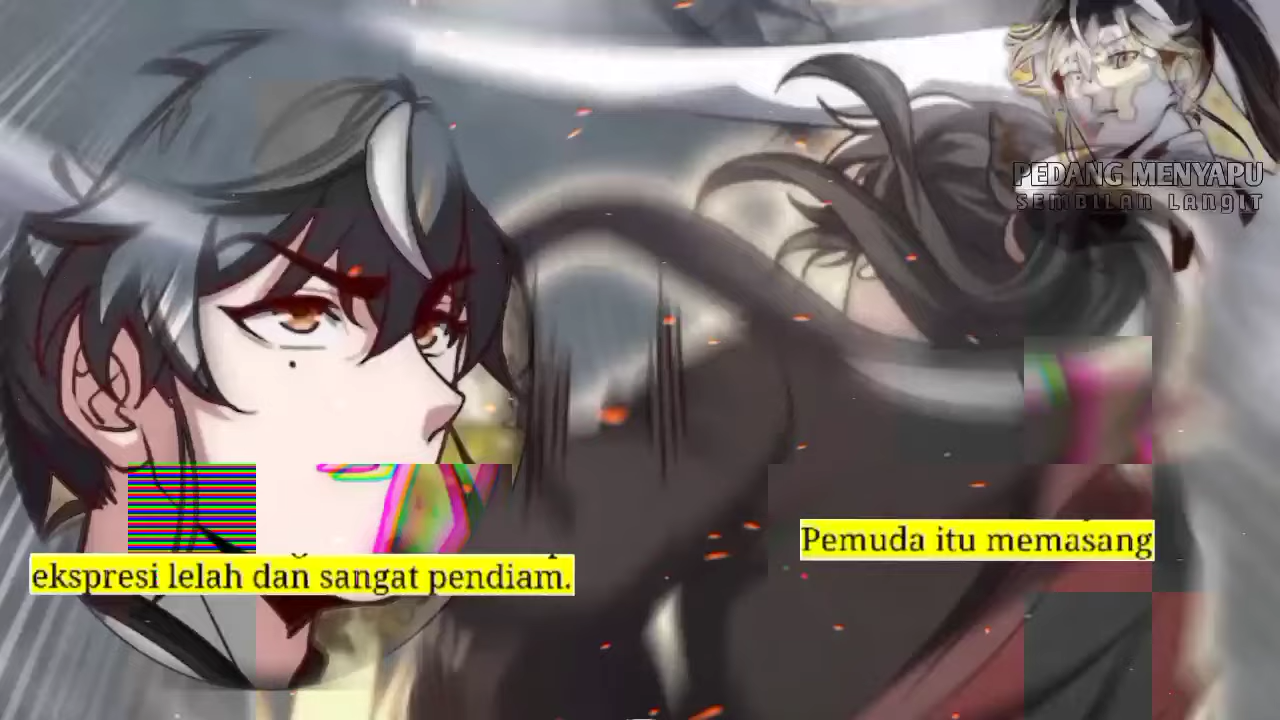 PEDANG MENYAPU
SEMBILAN LANGIT
Pemuda itu memasang
ekspresi lelah dan sangat pendiam.